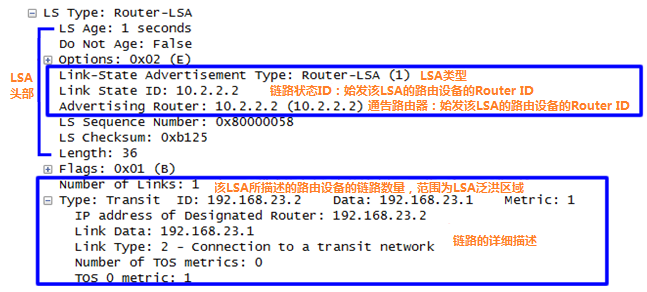 LS Type: Router-LSA
LS Age: 1 seconds
Do Not Age: False
Options: 0x02 (E)
Link-State Advertisement Type: Router-LSA (1) LSA类型
LSA
头部
Link State ID: 10.2.2.2 链路状态ID：始发该LSA的路由设备的Router ID
Advertising Router: 10.2.2.2 (10.2.2.2) 通告路由器：始发该LSA的路由设备的Router ID
LS Sequence Number: 0x80000058
LS Checksum: 0xb125
Length: 36
Flags: 0x01 (B)
Number of Links: 1 该LSA所描述的路由设备的链路数量，范围为LSA泛洪区域
Type: Transit ID: 192.168.23.2 Data: 192.168.23.1 Metric: 1
IP address of Designated Router: 192.168.23.2
Link Data: 192.168.23.1
Link Type: 2 - Connection to a transit network 链路的详细描述
Number of TOS metrics: 0
TOS 0 metric: 1